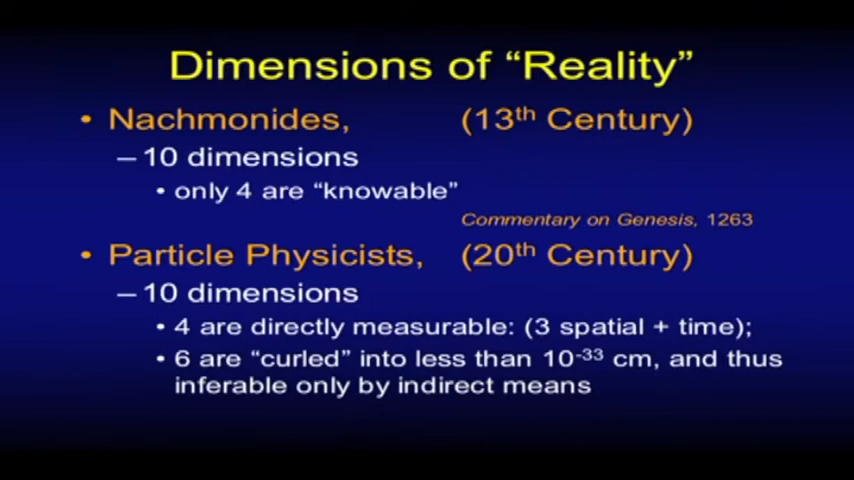 Dimensions of “Reality”
• Nachmonides, (13th Century)
– 10 dimensions
• only 4 are “knowable”
Commentary on Genesis, 1263
• Particle Physicists, (20th Century)
– 10 dimensions
• 4 are directly measurable: (3 spatial + time);
• 6 are “curled” into less than 10-33 cm, and thus
inferable only by indirect means